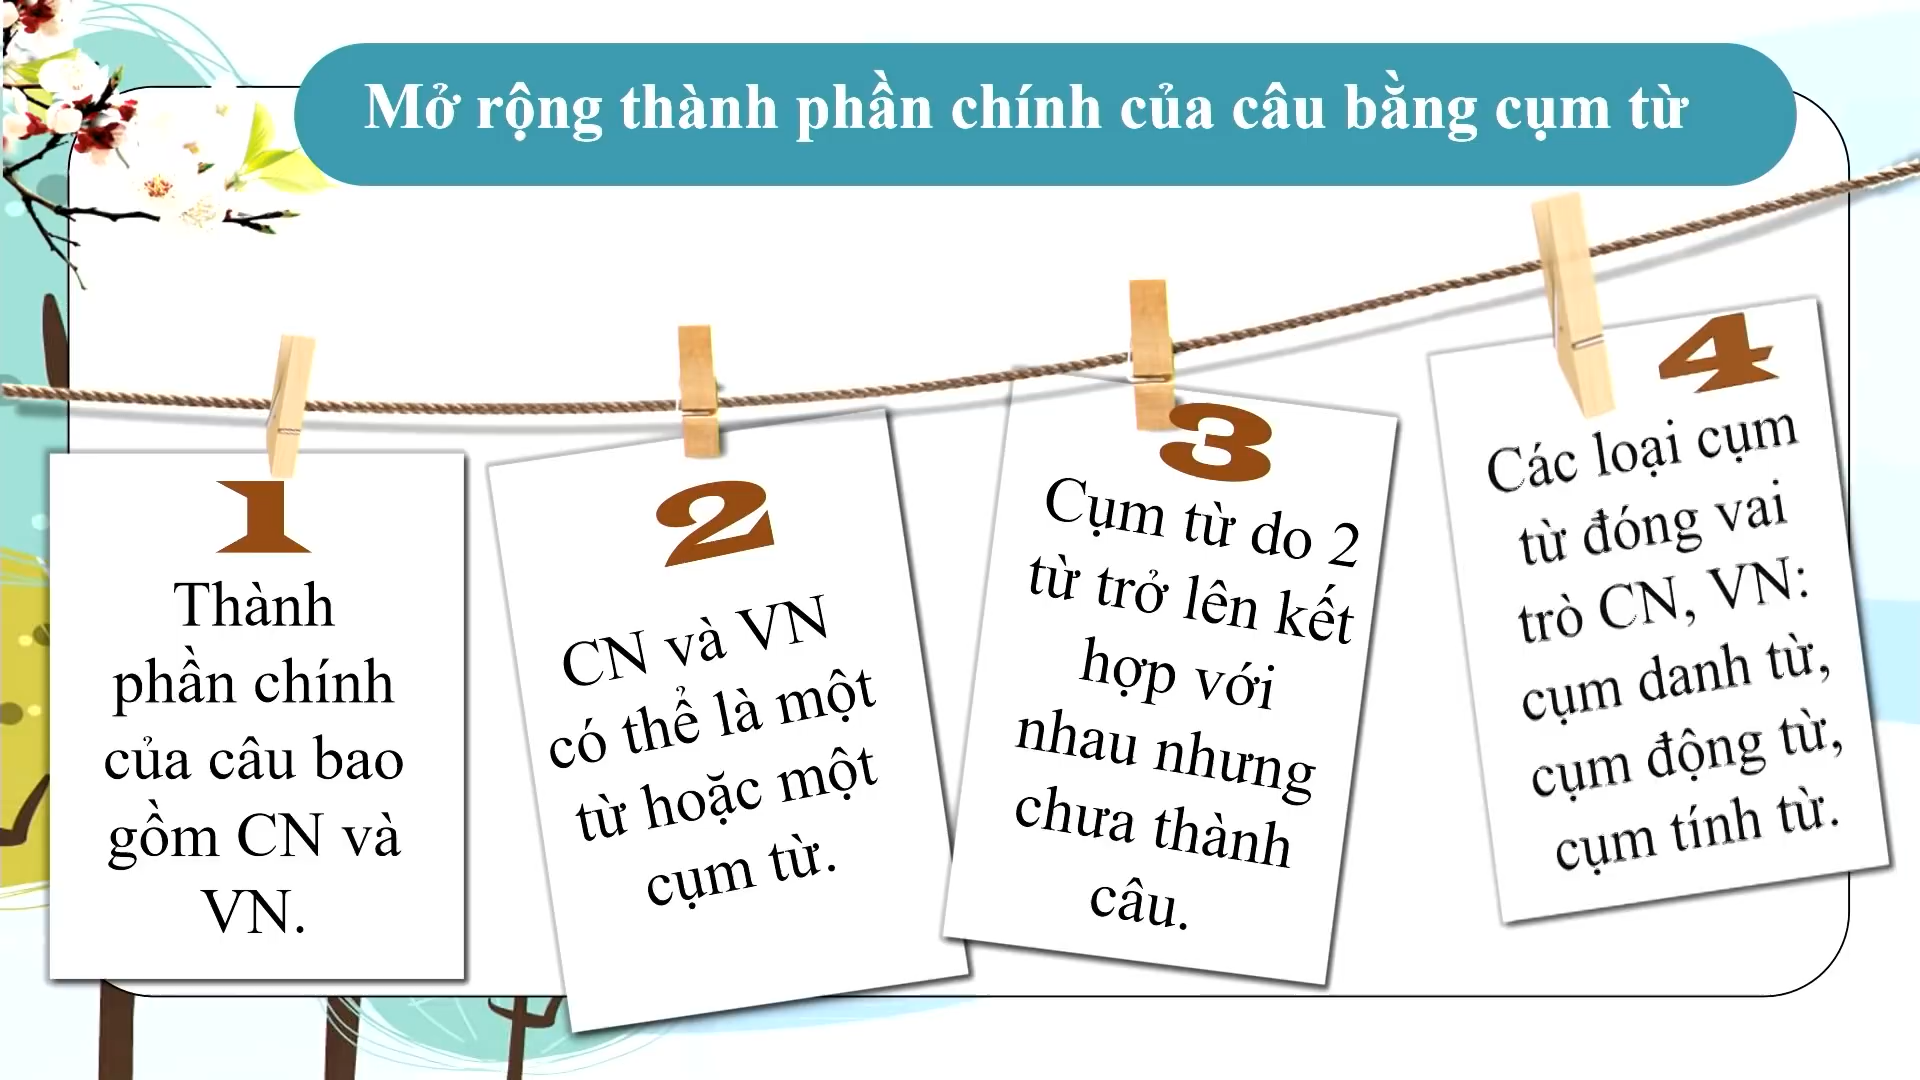 Mở rộng thành phần chính của câu bằng cụm từ
1
Thành
phần chính
của câu bao
gồm CN và
VN.
2
CN và VN
có thể là một
từ hoặc một
cụm từ.
3
Cụm từ do 2
từ trở lên kết
hợp với
nhau nhưng
chưa thành
câu.
4
Các loại cụm
từ đóng vai
trò CN, VN:
cụm danh từ,
cụm động từ,
cụm tính từ.